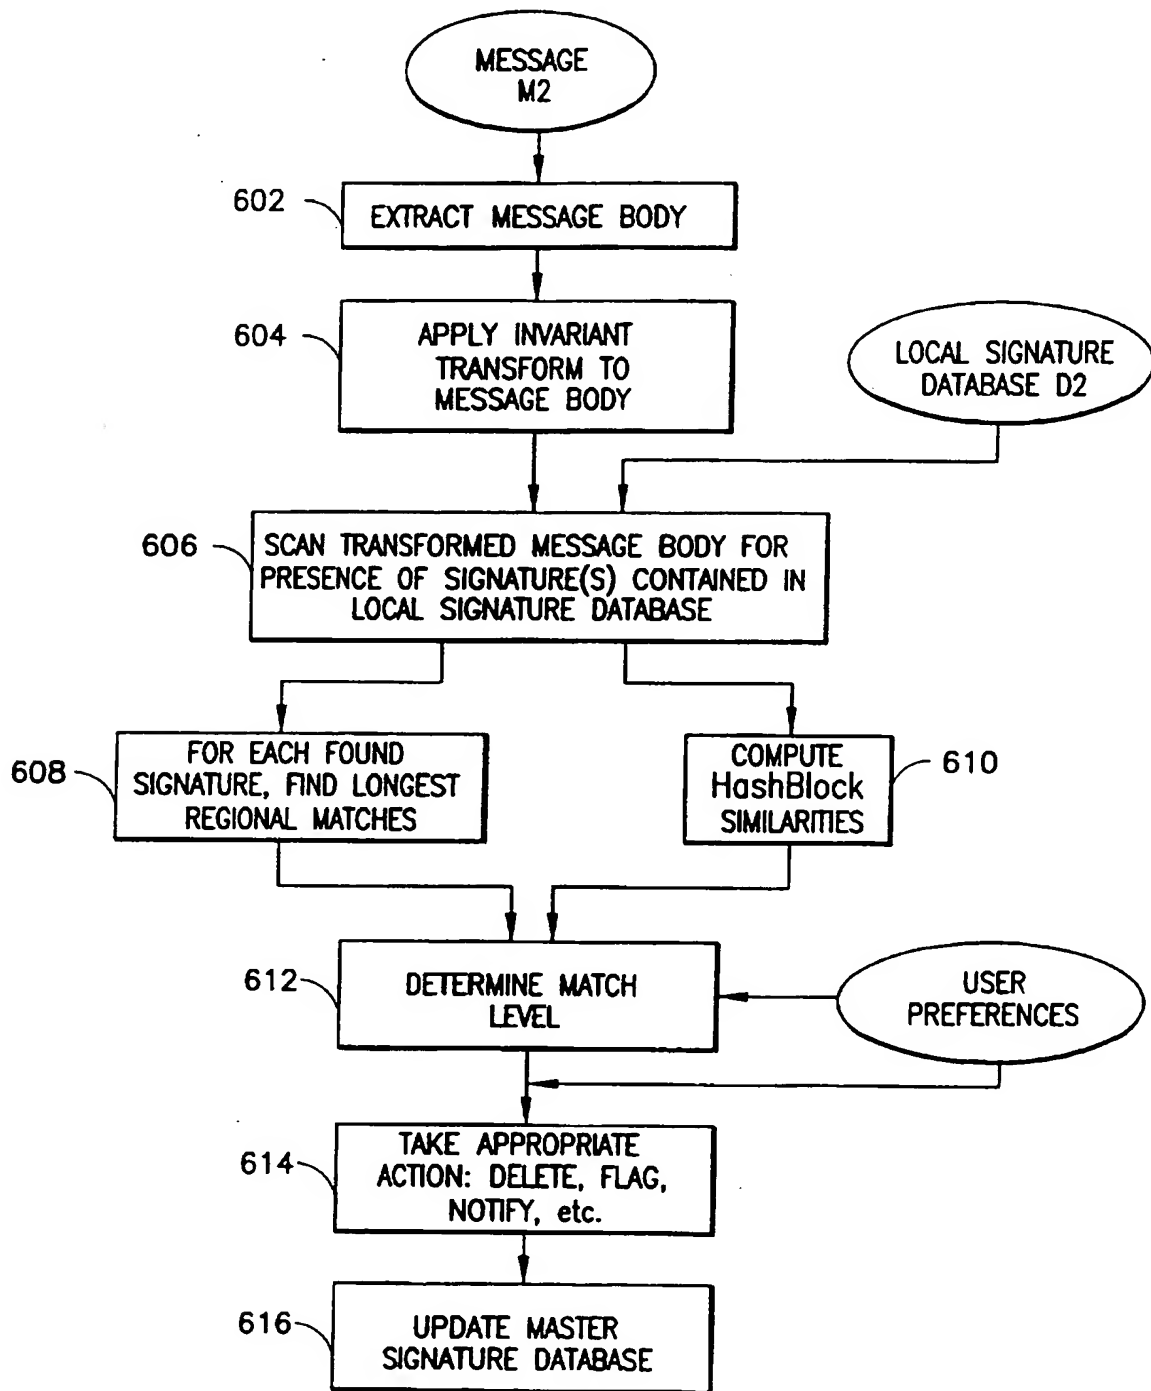 MESSAGE
M2
602
EXTRACT MESSAGE BODY
604
APPLY INVARIANT
TRANSFORM TO
MESSAGE BODY
LOCAL SIGNATURE
DATABASE D2
606
SCAN TRANSFORMED MESSAGE BODY FOR
PRESENCE OF SIGNATURE(S) CONTAINED IN
LOCAL SIGNATURE DATABASE
608
FOR EACH FOUND
SIGNATURE, FIND LONGEST
REGIONAL MATCHES
COMPUTE
HashBlock
SIMILARITIES
610
612
DETERMINE MATCH
LEVEL
USER
PREFERENCES
614
TAKE APPROPRIATE
ACTION: DELETE, FLAG,
NOTIFY, etc.
616
UPDATE MASTER
SIGNATURE DATABASE